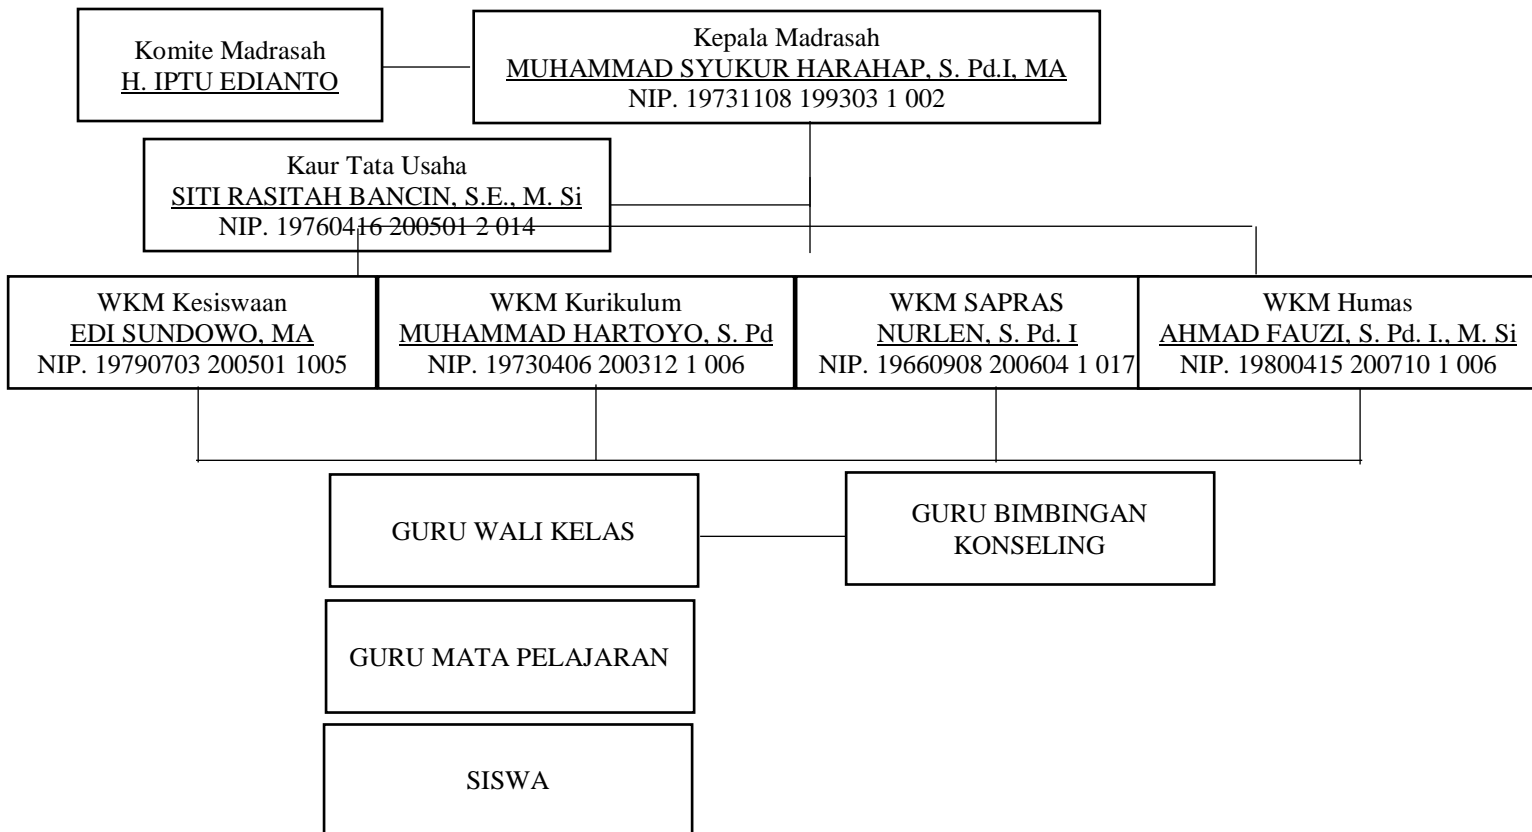 Komite Madrasah
H. IPTU EDIANTO
Kepala Madrasah
MUHAMMAD SYUKUR HARAHAP, S. Pd.I, MA
NIP. 19731108 199303 1 002
Kaur Tata Usaha
SITI RASITAH BANCIN, S.E., M. Si
NIP. 19760416 200501 2 014
WKM Kesiswaan
EDI SUNDOWO, MA
NIP. 19790703 200501 1005
WKM Kurikulum
MUHAMMAD HARTOYO, S. Pd
NIP. 19730406 200312 1 006
WKM SAPRAS
NURLEN, S. Pd. I
NIP. 19660908 200604 1 017
WKM Humas
AHMAD FAUZI, S. Pd. I., M. Si
NIP. 19800415 200710 1 006
GURU WALI KELAS
GURU BIMBINGAN
KONSELING
GURU MATA PELAJARAN
SISWA